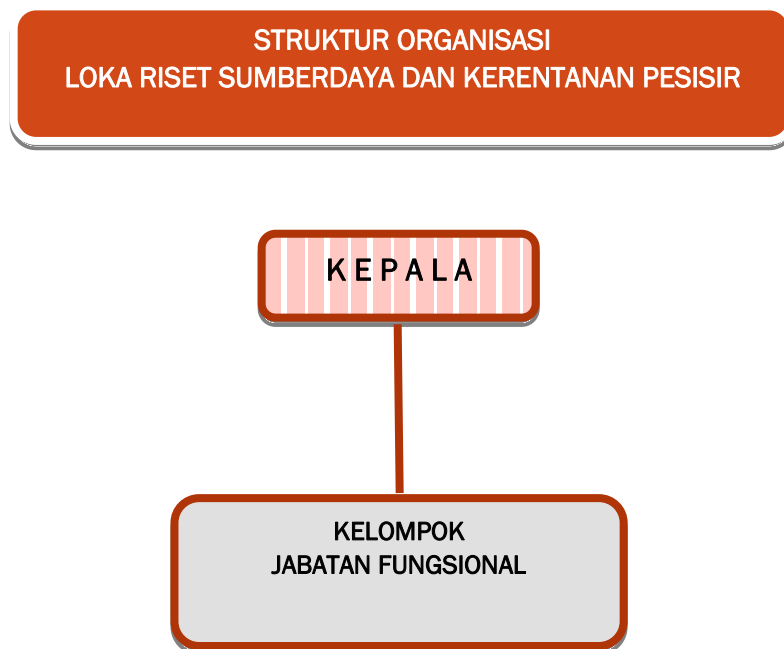 STRUKTUR ORGANISASI
LOKA RISET SUMBERDAYA DAN KERENTANAN PESISIR
K E P A L A
KELOMPOK
JABATAN FUNGSIONAL